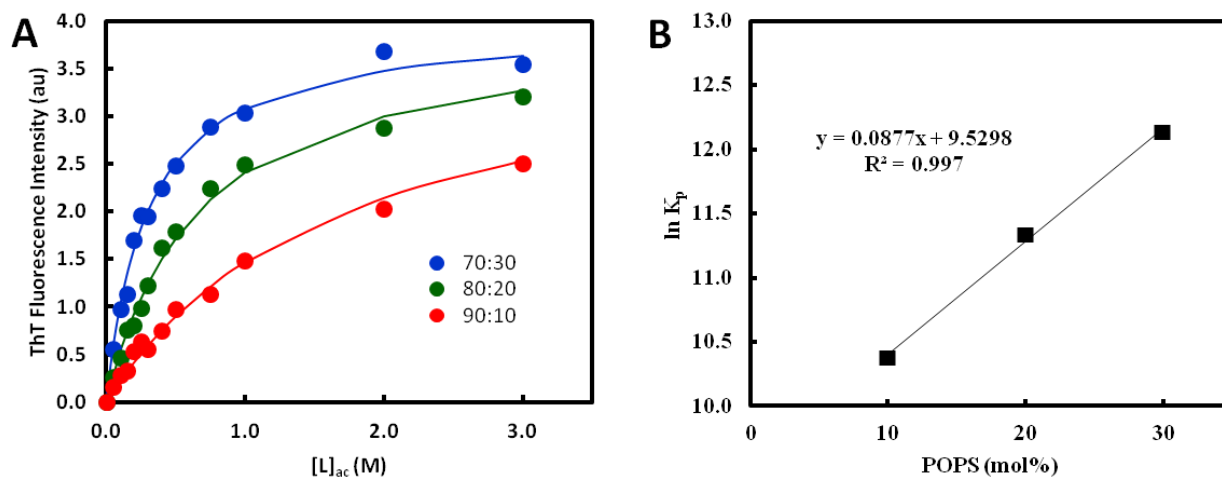 A
ThT Fluorescence Intensity (au)
4.0
3.5
3.0
2.5
2.0
1.5
1.0
0.5
0.0
70:30
80:20
90:10
0.0 1.0 2.0 3.0
[L]ac (M)
B
ln Kp
13.0
12.5
12.0
11.5
11.0
10.5
10.0
y = 0.0877x + 9.5298
R² = 0.997
0 10 20 30
POPS (mol%)